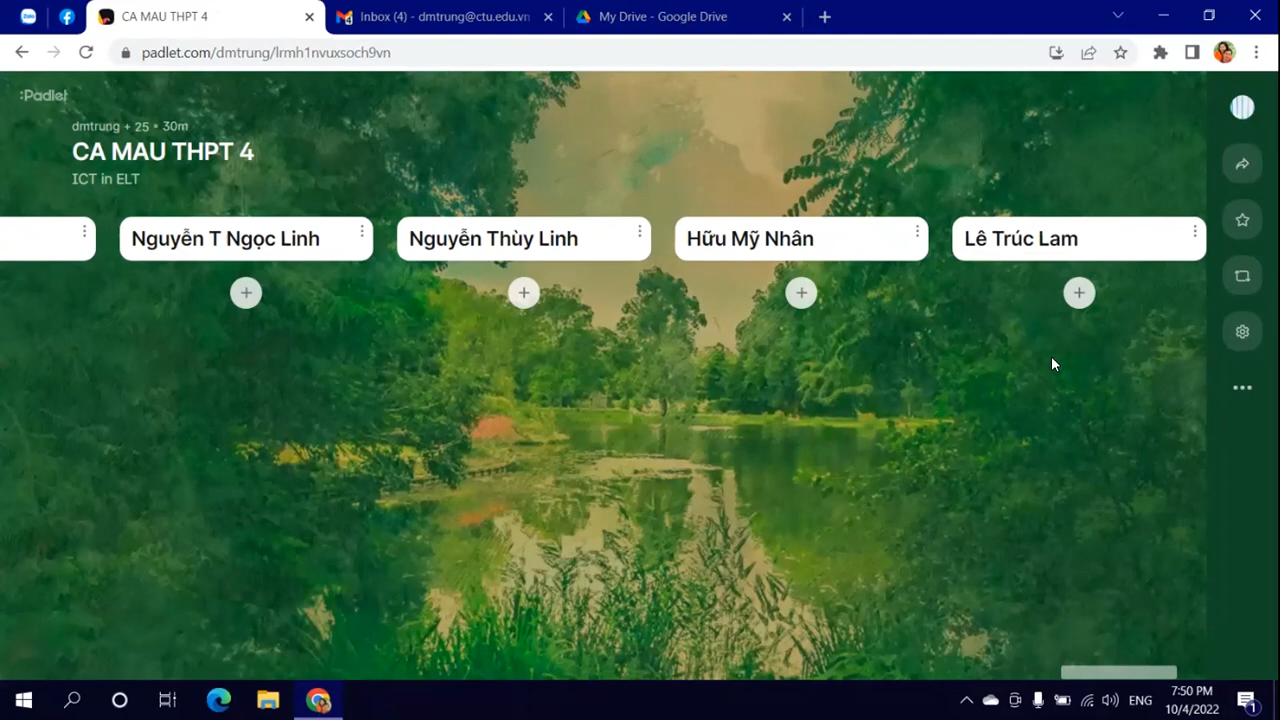 Zalo
CA MAU THPT 4
Inbox (4) - dmtrung@ctu.edu.vn
My Drive - Google Drive
padlet.com/dmtrung/lrmh1nvuxsoch9vn
:Padlet
dmtrung + 25 • 30m
CA MAU THPT 4
ICT in ELT
Nguyễn T Ngọc Linh
Nguyễn Thùy Linh
Hữu Mỹ Nhân
Lê Trúc Lam
ENG
7:50 PM
10/4/2022
1